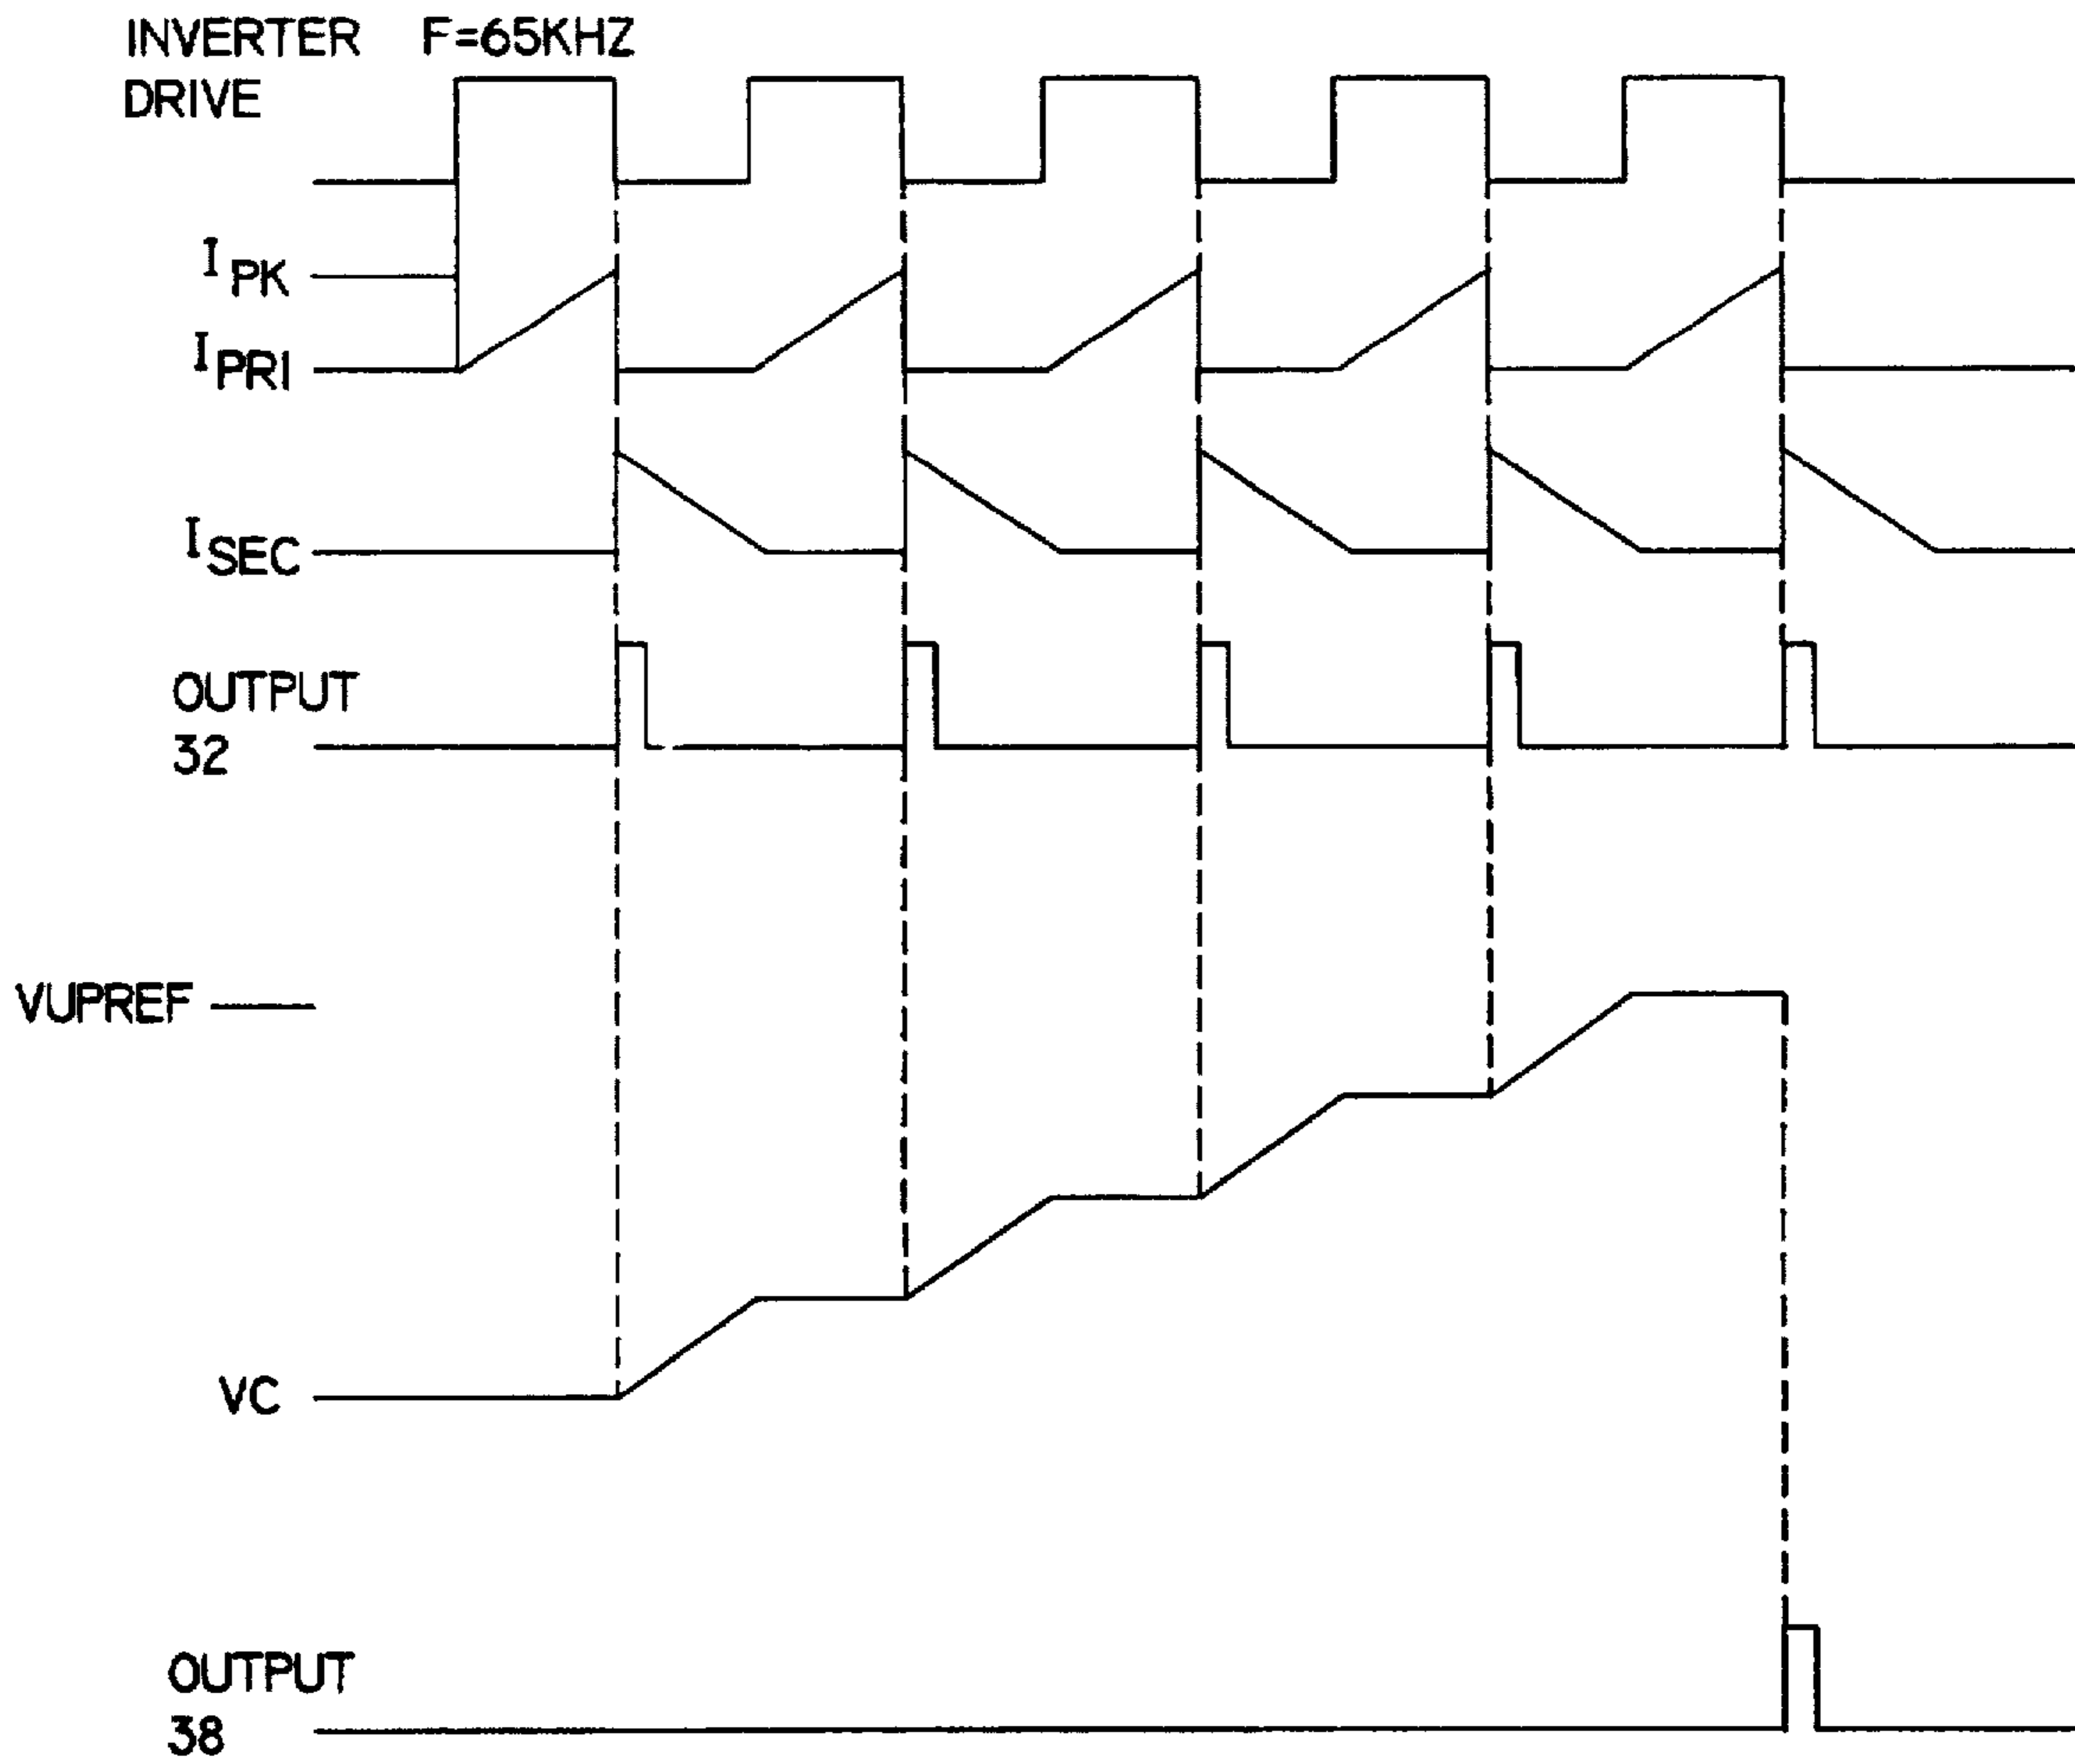 INVERTER F=65KHZ
DRIVE
IPK
IPRI
ISEC
OUTPUT
32
VUPREF
VC
OUTPUT
38